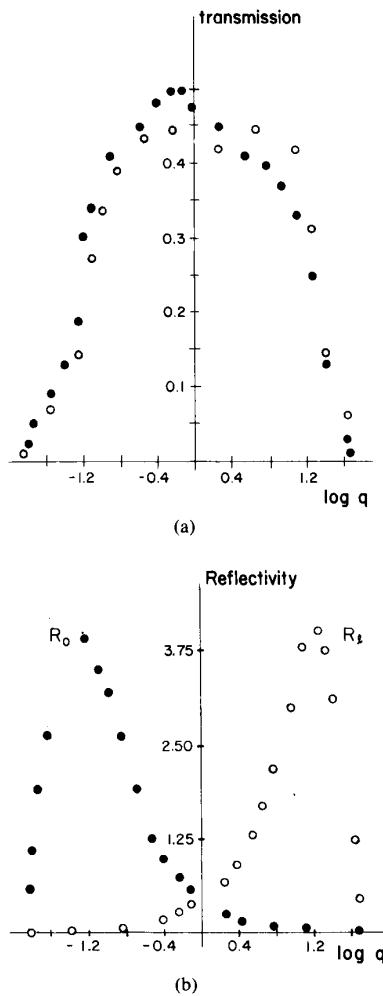 transmission
0.4
0.3
0.2
0.1
-1.2 -0.4 0.4 1.2
log q
(a)
Reflectivity
R₀ Rℓ
3.75
2.50
1.25
-1.2 -0.4 0.4 1.2
log q
(b)